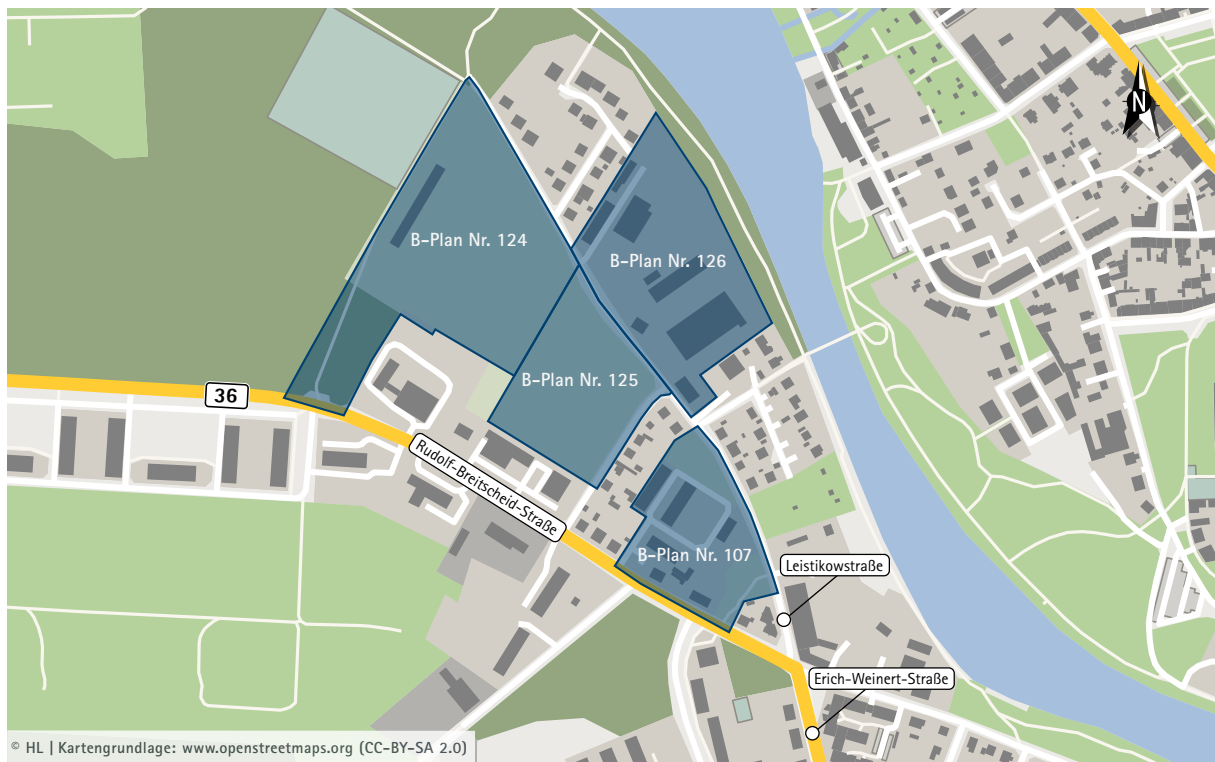 N
B-Plan Nr. 124
B-Plan Nr. 126
B-Plan Nr. 125
36
Rudolf-Breitscheid-Straße
B-Plan Nr. 107
Leistikowstraße
Erich-Weinert-Straße
© HL | Kartengrundlage: www.openstreetmaps.org (CC-BY-SA 2.0)